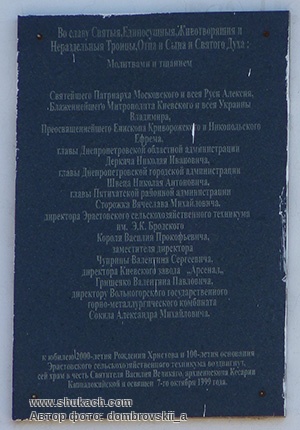 Во славу Святыя, Единосущныя, Животворящия и
Нераздельныя Троицы, Отца и Сына и Святого Духа:
Молитвами и тщанием
Святейшего Патриарха Московского и всея Руси Алексия,
Блаженнейшего Митрополита Киевского и всея Украины
Владимира,
Преосвященнейшего Епископа Криворожского и Никопольского
Ефрема,
главы Днепропетровской областной администрации
Деркача Николая Ивановича,
главы Днепропетровской городской администрации
Швеца Николая Антоновича,
главы Пятихатской районной администрации
Сторожка Вячеслава Михайловича,
директора Эрастовского сельскохозяйственного техникума
им. Э.К. Бродского
Короля Василия Прокофьевича,
заместителя директора
Чуприны Валентина Сергеевича,
директора Киевского завода „Арсенал„
Гришенко Валентина Павловича,
директору Вольногорского государственного
горно-металлургического комбината
Сокила Александра Михайловича,
к юбилею 2000-летия Рождения Христова и 100-летия основания
Эрастовского сельскохозяйственного техникума воздвигнут
сей храм в честь Святителя Василия Великого, архиепископа Кесарии
Каппадокийской и освящен 7-го октября 1999 года.
www.shukach.com
Автор фото: dombrovskii_a